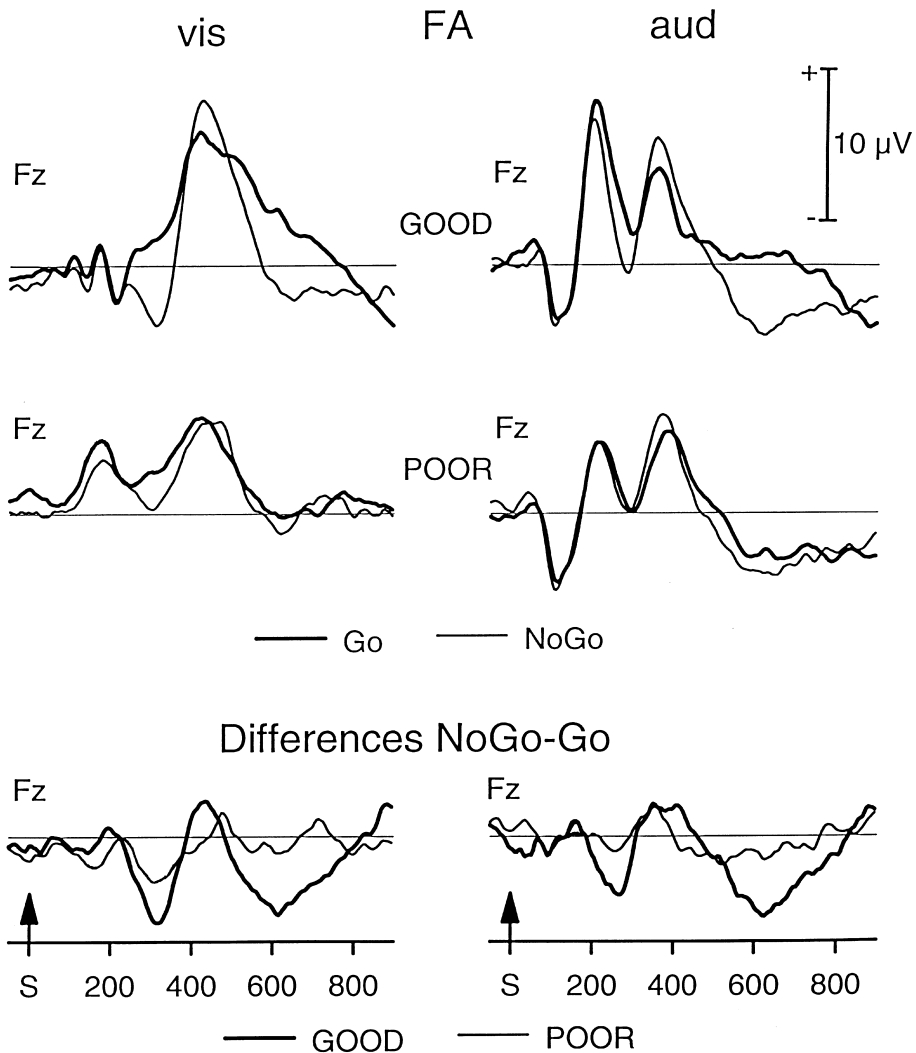 vis FA aud
+
10 µV
-
Fz Fz
GOOD
Fz Fz
POOR
Go NoGo
Differences NoGo-Go
Fz Fz
S 200 400 600 800 S 200 400 600 800
GOOD POOR